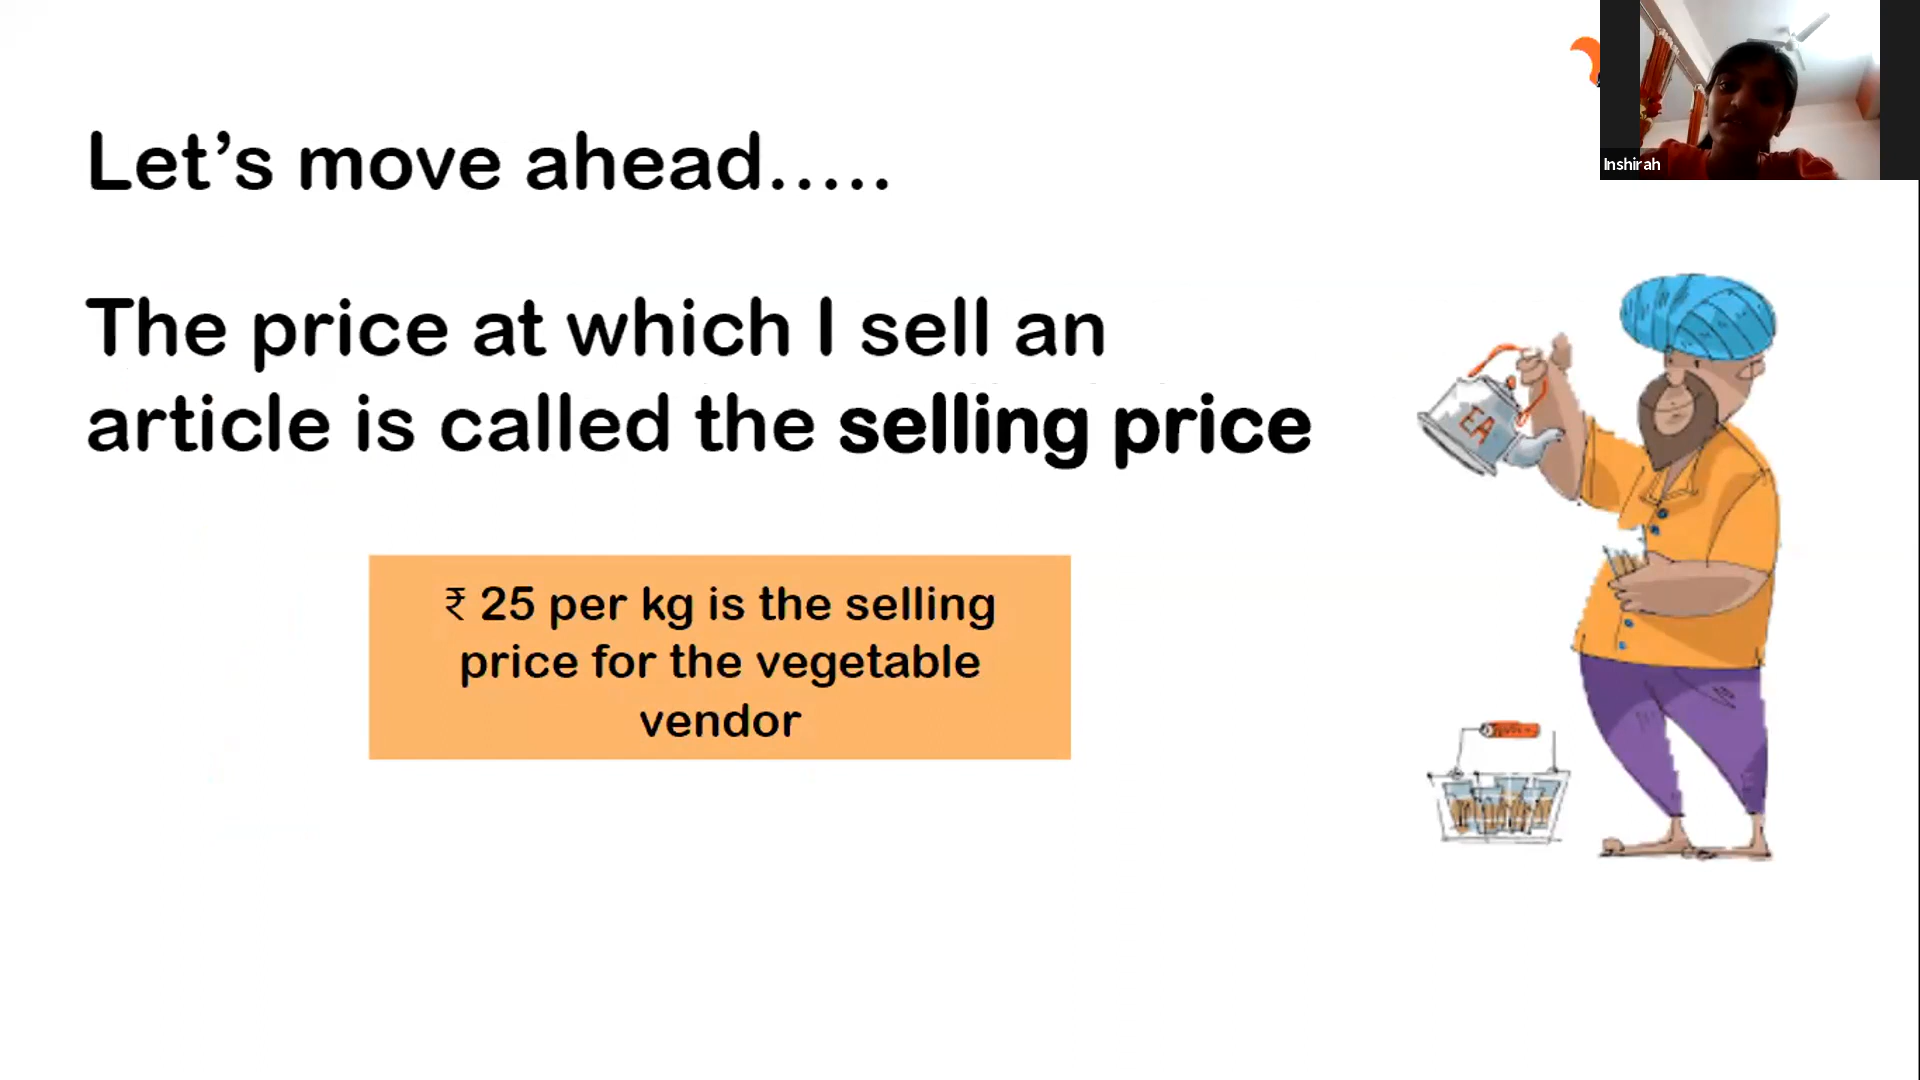 Let’s move ahead.....
The price at which I sell an
article is called the selling price
₹ 25 per kg is the selling
price for the vegetable
vendor
EA
Inshirah